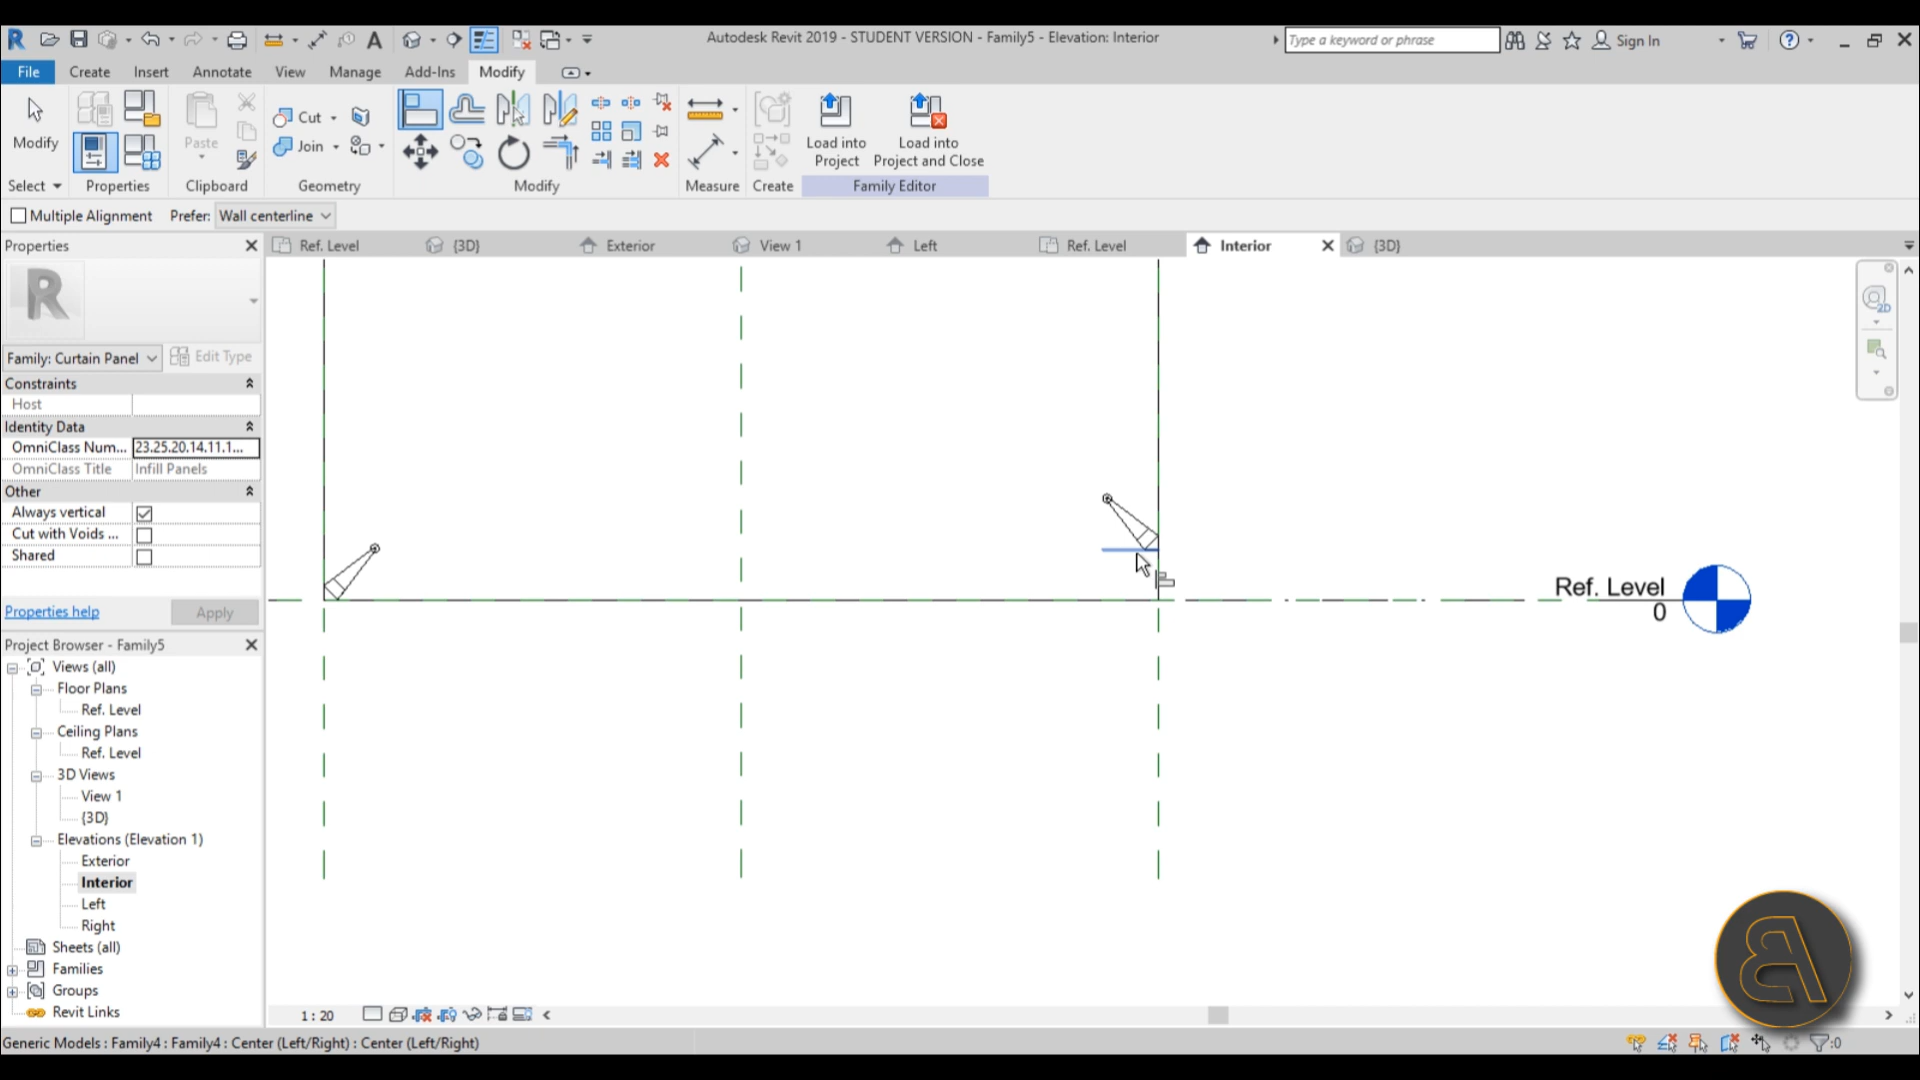 Autodesk Revit 2019 - STUDENT VERSION - Family5 - Elevation: Interior
Type a keyword or phrase
Sign In
File Create Insert Annotate View Manage Add-Ins Modify
Modify
Paste
Cut
Join
Load into Project
Load into Project and Close
Select Properties Clipboard Geometry Modify Measure Create Family Editor
Multiple Alignment Prefer: Wall centerline
Properties
Ref. Level {3D} Exterior View 1 Left Ref. Level Interior {3D}
2D
Family: Curtain Panel Edit Type
Constraints
Host
Identity Data
OmniClass Num... 23.25.20.14.11.1...
OmniClass Title Infill Panels
Other
Always vertical
Cut with Voids ...
Shared
Properties help Apply
Ref. Level
0
Project Browser - Family5
Views (all)
Floor Plans
Ref. Level
Ceiling Plans
Ref. Level
3D Views
View 1
{3D}
Elevations (Elevation 1)
Exterior
Interior
Left
Right
Sheets (all)
Families
Groups
Revit Links
1 : 20
Generic Models : Family4 : Family4 : Center (Left/Right) : Center (Left/Right)
:0